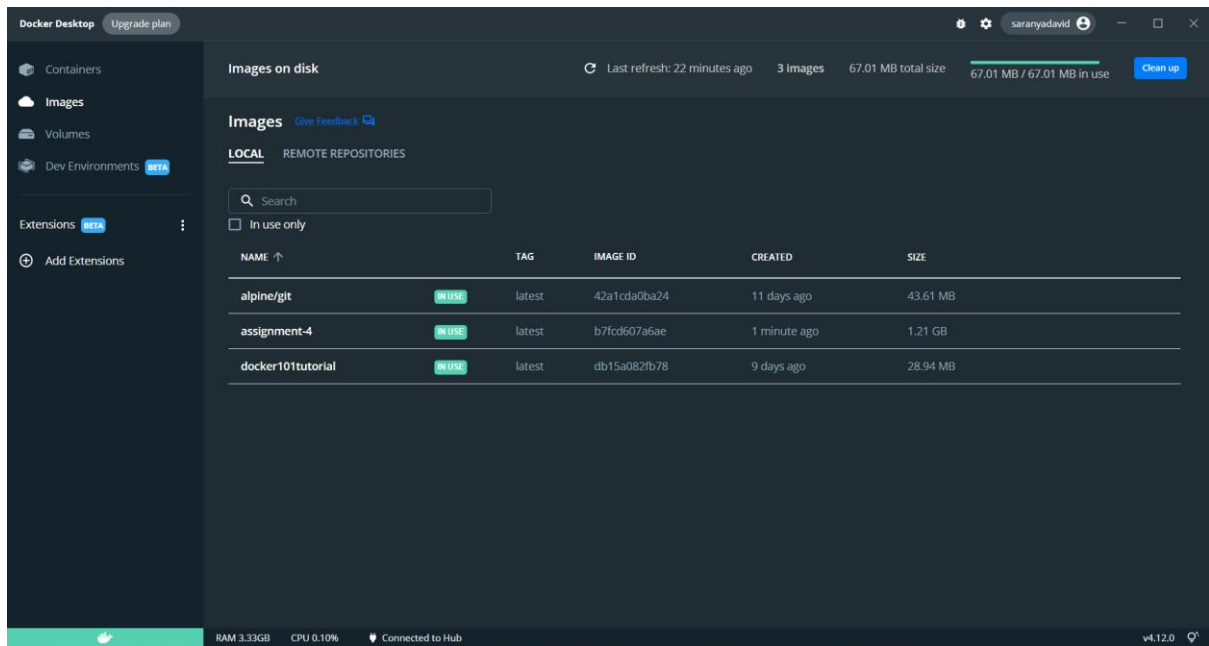 Docker Desktop Upgrade plan saranyadavid
Containers
Images
Volumes
Dev Environments BETA
Extensions BETA
Add Extensions
Images on disk Last refresh: 22 minutes ago 3 images 67.01 MB total size 67.01 MB / 67.01 MB in use Clean up
Images Give Feedback
LOCAL REMOTE REPOSITORIES
Search
In use only
NAME TAG IMAGE ID CREATED SIZE
alpine/git IN USE latest 42a1cda0ba24 11 days ago 43.61 MB
assignment-4 IN USE latest b7fcd607a6ae 1 minute ago 1.21 GB
docker101tutorial IN USE latest db15a082fb78 9 days ago 28.94 MB
RAM 3.33GB CPU 0.10% Connected to Hub v4.12.0